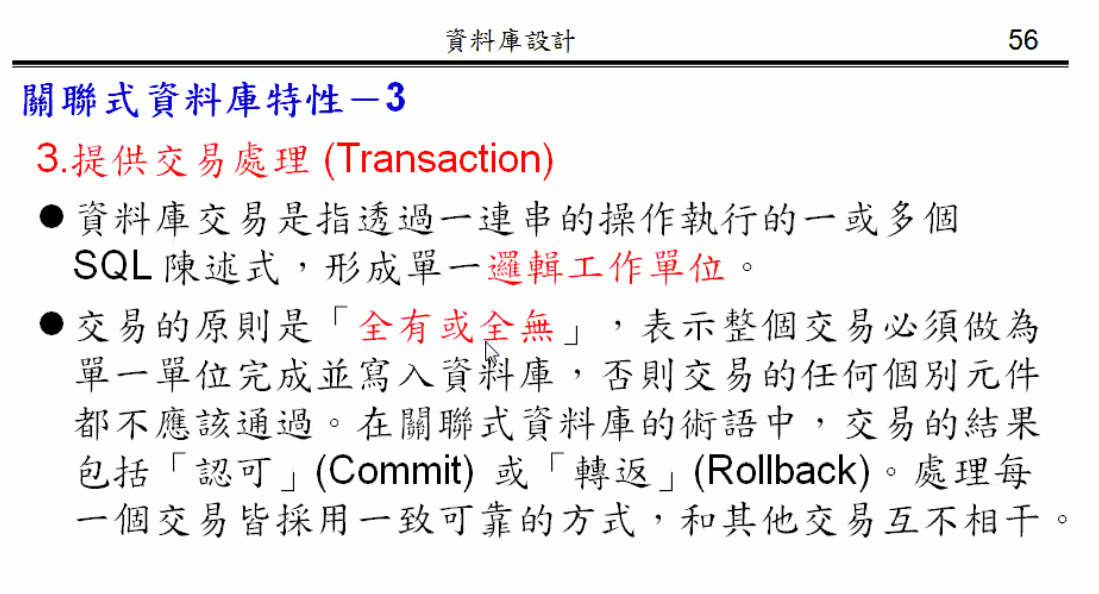 資料庫設計
56
關聯式資料庫特性－3
3.提供交易處理 (Transaction)
●資料庫交易是指透過一連串的操作執行的一或多個
SQL 陳述式，形成單一邏輯工作單位。
●交易的原則是「全有或全無」，表示整個交易必須做為
單一單位完成並寫入資料庫，否則交易的任何個別元件
都不應該通過。在關聯式資料庫的術語中，交易的結果
包括「認可」(Commit) 或「轉返」(Rollback)。處理每
一個交易皆採用一致可靠的方式，和其他交易互不相干。